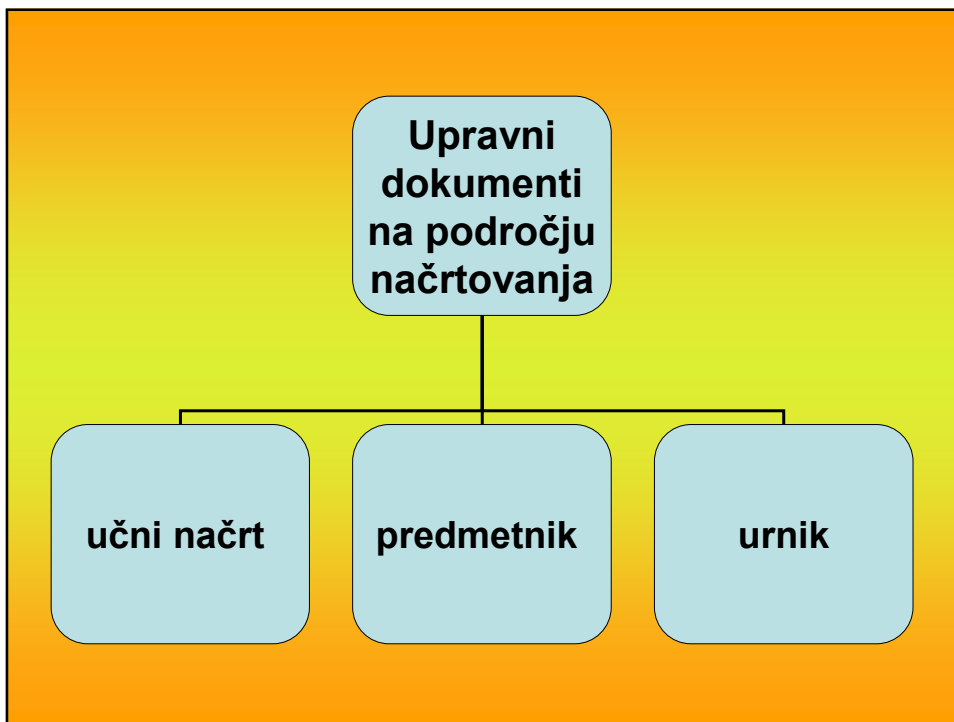 Upravni
dokumenti
na področju
načrtovanja
učni načrt
predmetnik
urnik